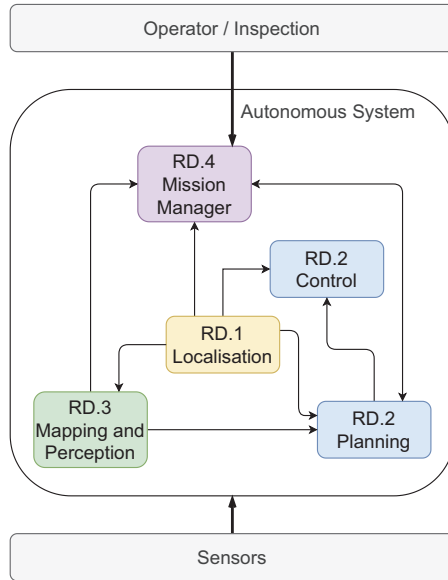 Operator / Inspection
Autonomous System
RD.4
Mission
Manager
RD.2
Control
RD.1
Localisation
RD.3
Mapping and
Perception
RD.2
Planning
Sensors